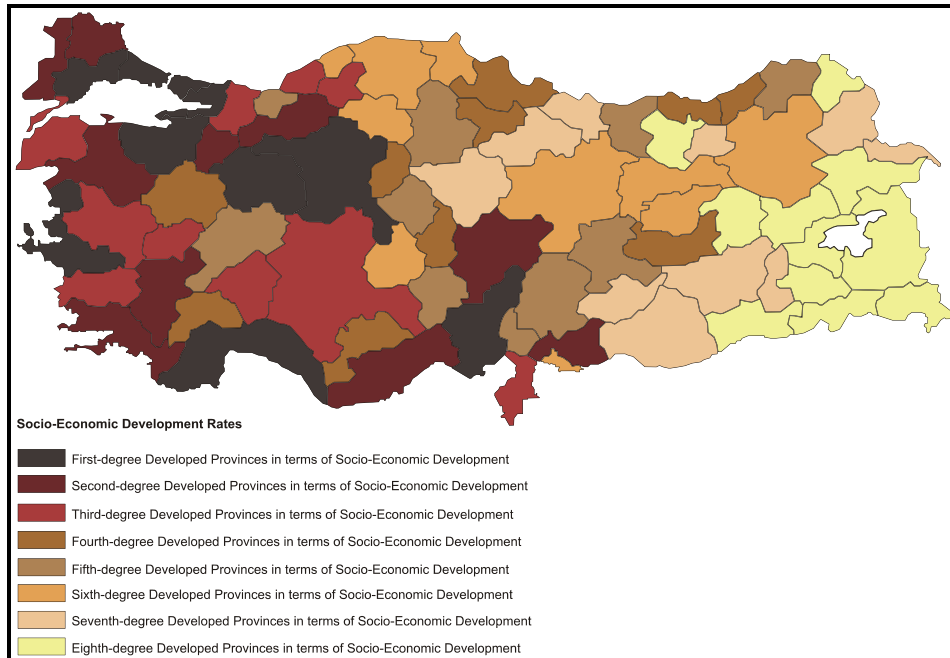 Socio-Economic Development Rates
First-degree Developed Provinces in terms of Socio-Economic Development
Second-degree Developed Provinces in terms of Socio-Economic Development
Third-degree Developed Provinces in terms of Socio-Economic Development
Fourth-degree Developed Provinces in terms of Socio-Economic Development
Fifth-degree Developed Provinces in terms of Socio-Economic Development
Sixth-degree Developed Provinces in terms of Socio-Economic Development
Seventh-degree Developed Provinces in terms of Socio-Economic Development
Eighth-degree Developed Provinces in terms of Socio-Economic Development